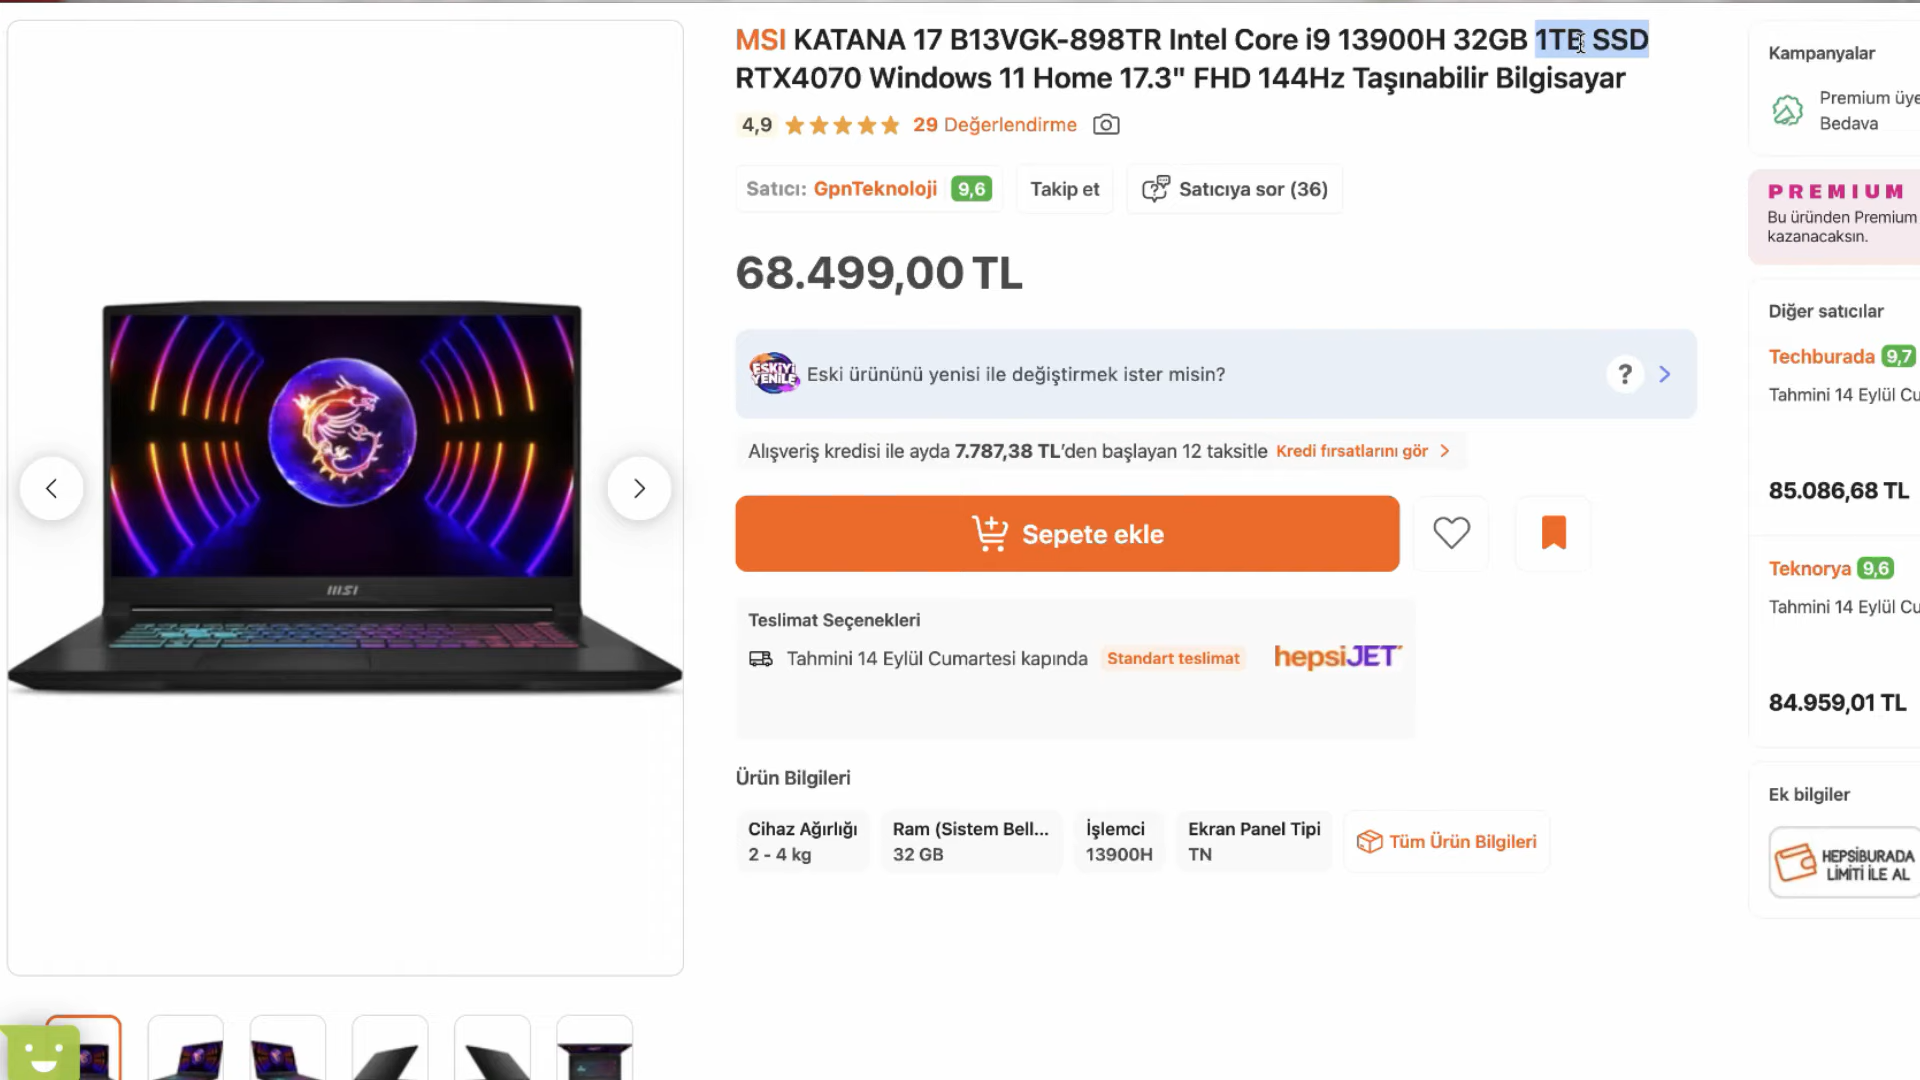 MSI KATANA 17 B13VGK-898TR Intel Core i9 13900H 32GB 1TB SSD
RTX4070 Windows 11 Home 17.3" FHD 144Hz Taşınabilir Bilgisayar
4,9 29 Değerlendirme
Satıcı: GpnTeknoloji 9,6
Takip et
Satıcıya sor (36)
68.499,00 TL
ESKİYİ YENİLE
Eski ürününü yenisi ile değiştirmek ister misin?
?
Alışveriş kredisi ile ayda 7.787,38 TL'den başlayan 12 taksitle Kredi fırsatlarını gör
Sepete ekle
Teslimat Seçenekleri
Tahmini 14 Eylül Cumartesi kapında Standart teslimat hepsiJET
Ürün Bilgileri
Cihaz Ağırlığı
2 - 4 kg
Ram (Sistem Bell...
32 GB
İşlemci
13900H
Ekran Panel Tipi
TN
Tüm Ürün Bilgileri
msi
Kampanyalar
Premium üye
Bedava
PREMIUM
Bu üründen Premium
kazanacaksın.
Diğer satıcılar
Techburada 9,7
Tahmini 14 Eylül Cu
85.086,68 TL
Teknorya 9,6
Tahmini 14 Eylül Cu
84.959,01 TL
Ek bilgiler
HEPSİBURADA
LİMİTİ İLE AL